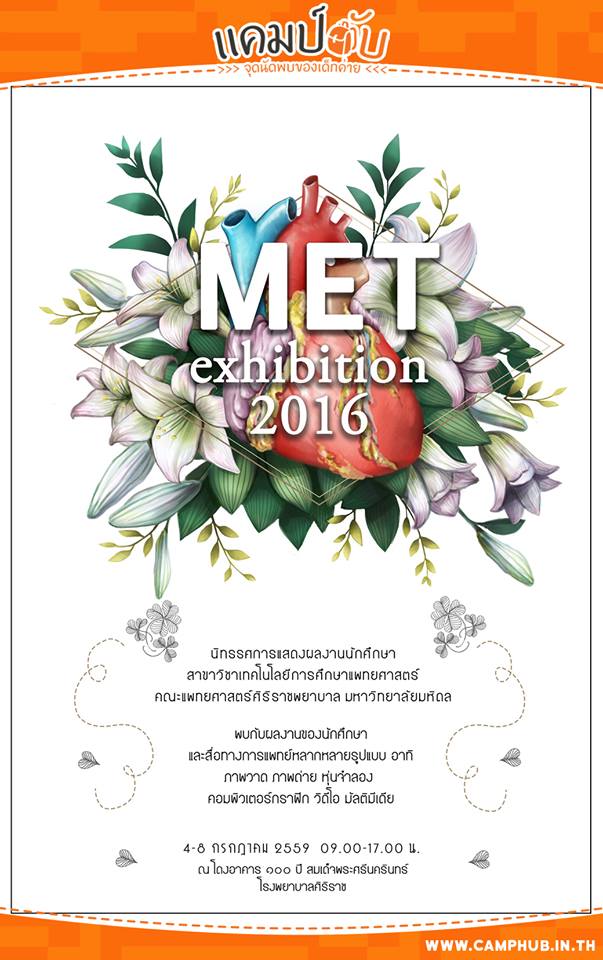 แคมป์ฮับ
>>> จุดนัดพบของเด็กค่าย <<<
MET
exhibition
2016
นิทรรศการแสดงผลงานนักศึกษา
สาขาวิชาเทคโนโลยีการศึกษาแพทยศาสตร์
คณะแพทยศาสตร์ศิริราชพยาบาล มหาวิทยาลัยมหิดล
พบกับผลงานของนักศึกษา
และสื่อทางการแพทย์หลากหลายรูปแบบ อาทิ
ภาพวาด ภาพถ่าย หุ่นจำลอง
คอมพิวเตอร์กราฟิก วิดีโอ มัลติมีเดีย
4-8 กรกฎาคม 2559 09.00-17.00 น.
ณ โถงอาคาร ๑๐๐ ปี สมเด็จพระศรีนครินทร์
โรงพยาบาลศิริราช
WWW.CAMPHUB.IN.TH